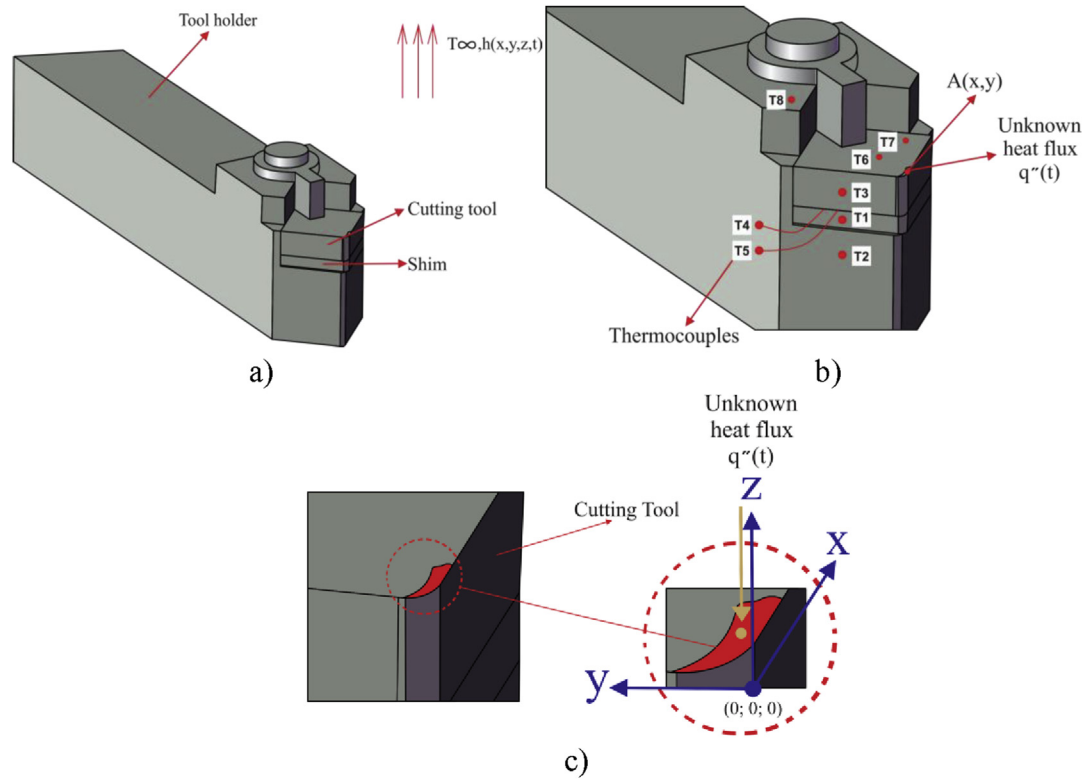 Tool holder
T∞,h(x,y,z,t)
Cutting tool
Shim
a)
T8
A(x,y)
Unknown
heat flux
q″(t)
T7
T6
T3
T1
T4
T5
T2
Thermocouples
b)
Unknown
heat flux
q″(t)
z
Cutting Tool
x
y
(0; 0; 0)
c)